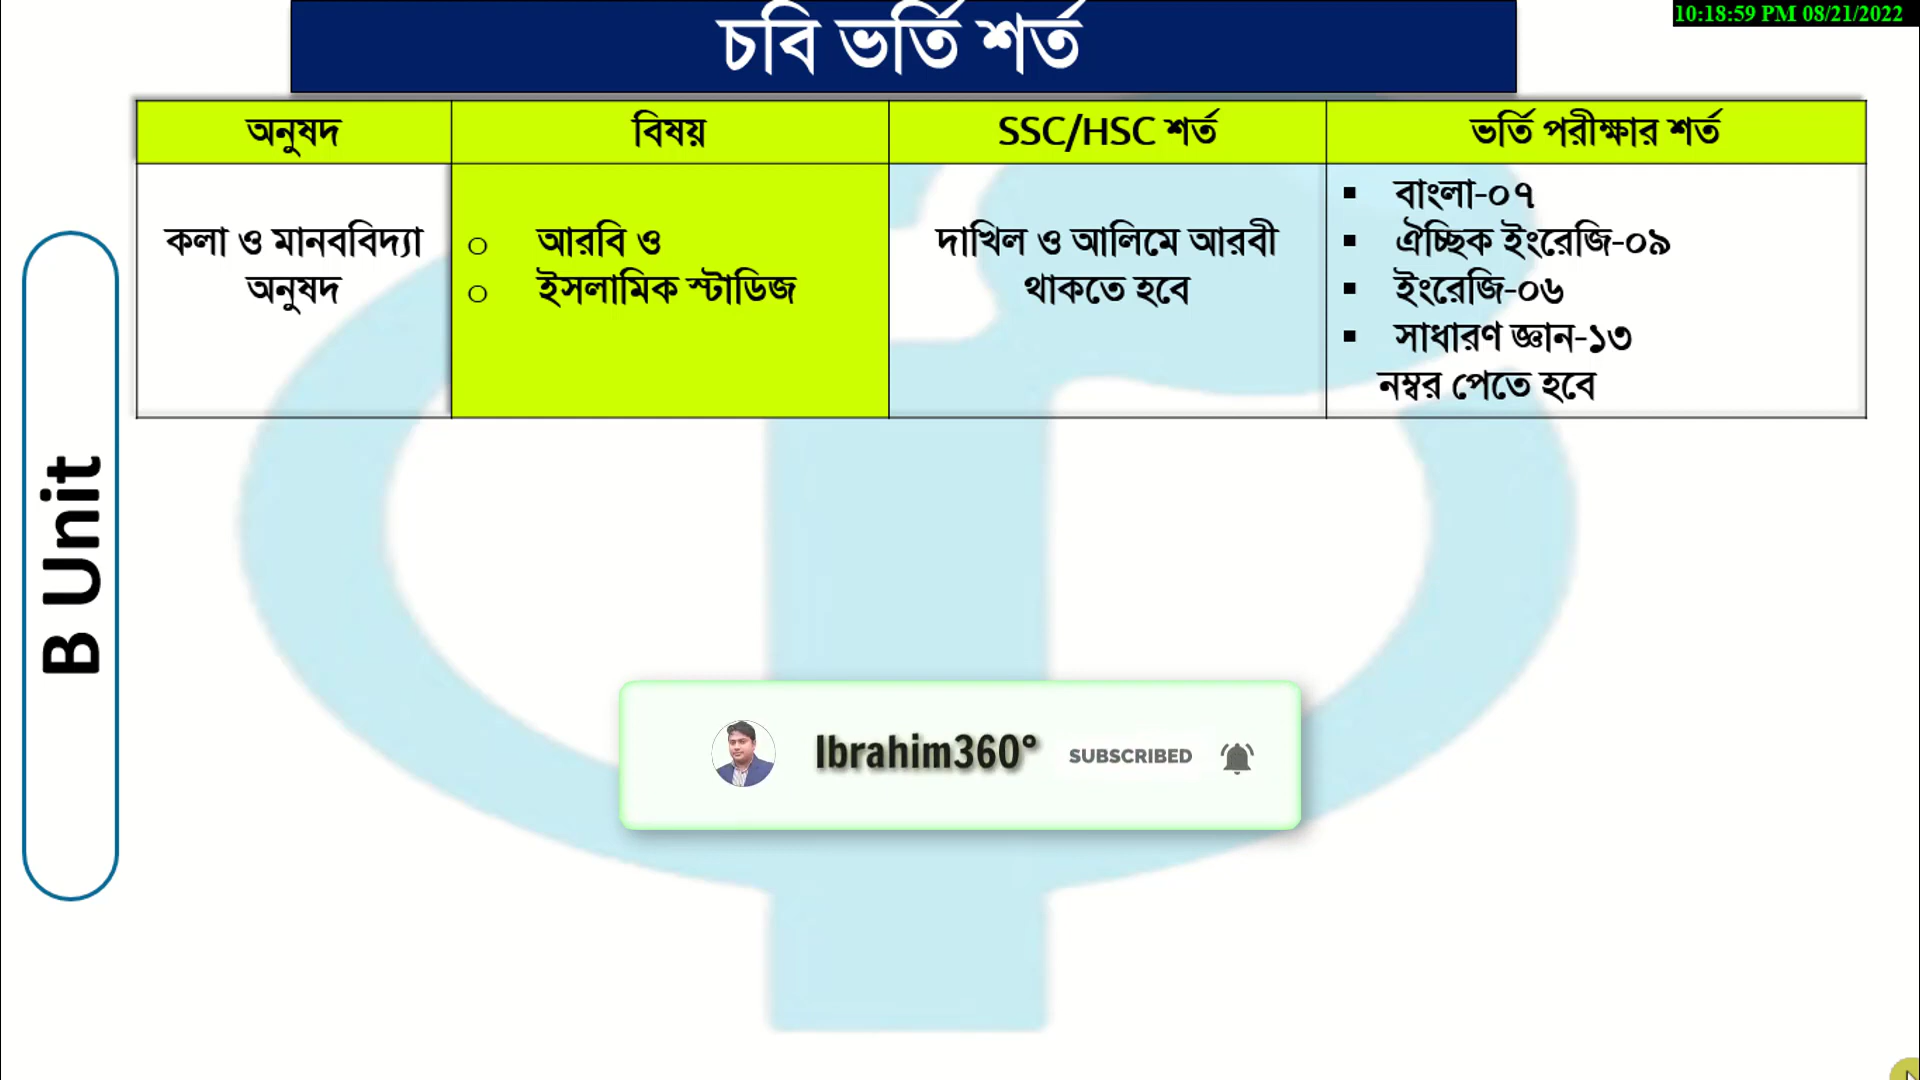 10:18:59 PM 08/21/2022
চবি ভর্তি শর্ত
অনুষদ
বিষয়
SSC/HSC শর্ত
ভর্তি পরীক্ষার শর্ত
কলা ও মানববিদ্যা
অনুষদ
○ আরবি ও
○ ইসলামিক স্টাডিজ
দাখিল ও আলিমে আরবী
থাকতে হবে
▪ বাংলা-০৭
▪ ঐচ্ছিক ইংরেজি-০৯
▪ ইংরেজি-০৬
▪ সাধারণ জ্ঞান-১৩
নম্বর পেতে হবে
B Unit
Ibrahim360° SUBSCRIBED